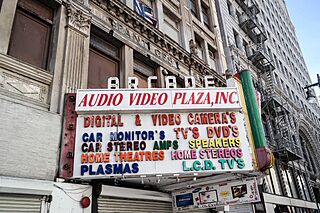 ARCADE
AUDIO VIDEO PLAZA, INC.
DIGITAL & VIDEO CAMERA'S
CAR MONITOR'S T.V'S DVD'S
CAR STEREO AMPS SPEAKERS
HOME THEATRES HOME STEREOS
PLASMAS L.C.D. TV'S